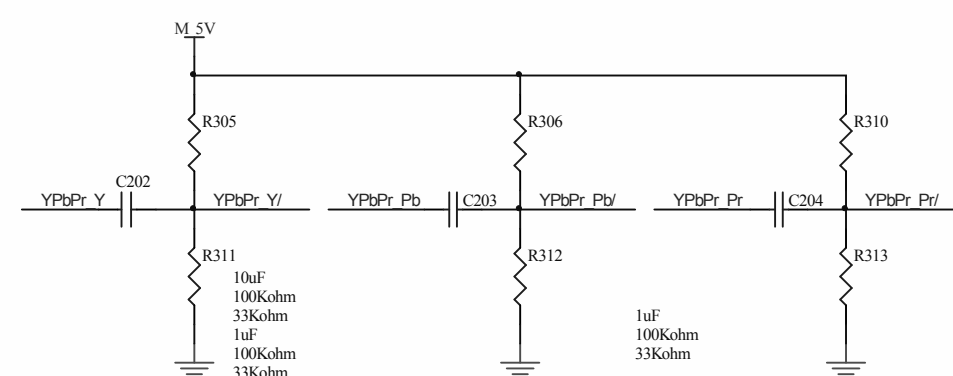 M_5V
R305
R306
R310
C202
YPbPr_Y
YPbPr_Y/
YPbPr_Pb
C203
YPbPr_Pb/
YPbPr_Pr
C204
YPbPr_Pr/
R311
R312
R313
10uF
100Kohm
33Kohm
1uF
100Kohm
33Kohm
1uF
100Kohm
33Kohm